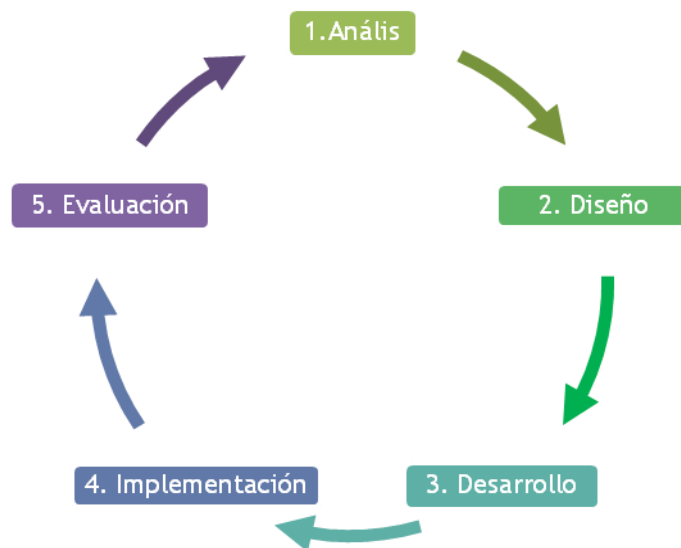 1.Anális
2. Diseño
3. Desarrollo
4. Implementación
5. Evaluación